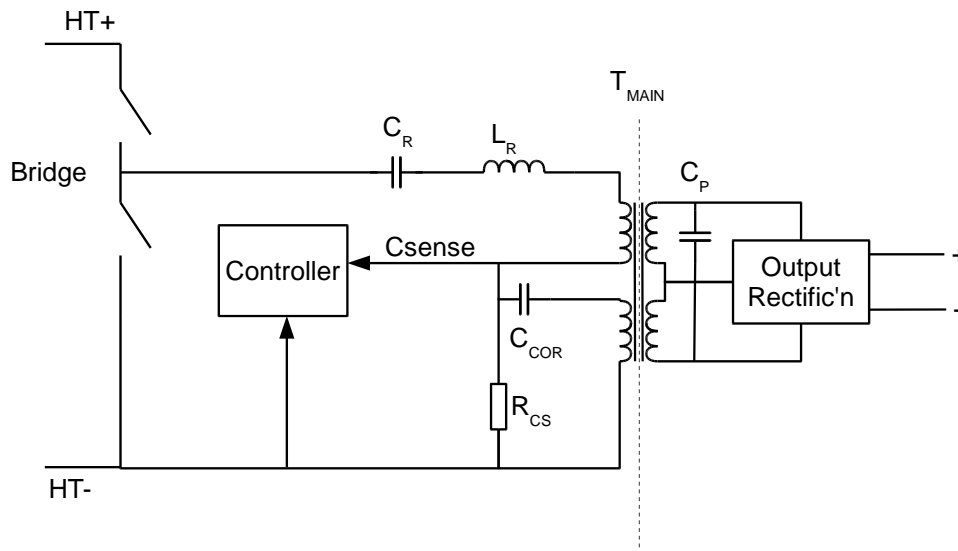 HT+
T_MAIN
C_R
L_R
Bridge
C_P
Csense
Controller
Output
Rectific'n
C_COR
R_CS
HT-